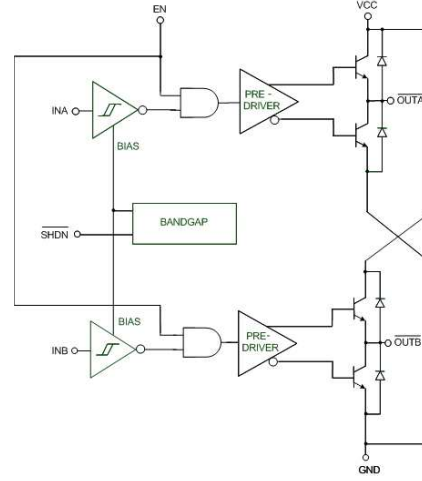 EN
VCC
INA
PRE -
DRIVER
OUTA
BIAS
BANDGAP
SHDN
BIAS
INB
PRE-
DRIVER
OUTB
GND